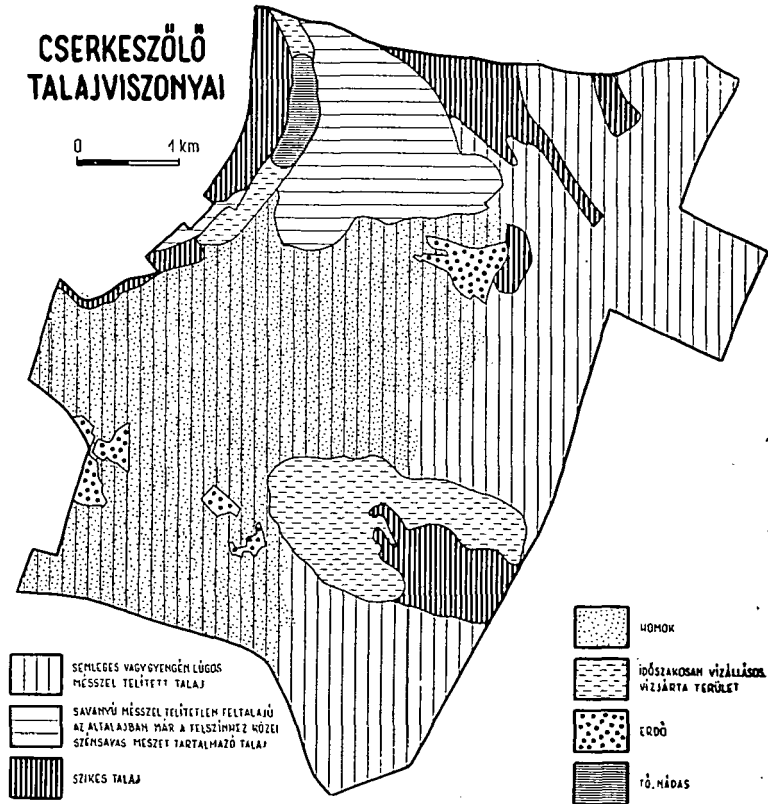 CSERKESZŐLŐ
TALAJVISZONYAI
0 1 km
SEMLEGES VAGY GYENGÉN LÚGOS
MÉSSZEL TELÍTETT TALAJ
SAVANYÚ MÉSSZEL TELÍTETLEN FELTALAJÚ
AZ ALTALAJBAN MÁR A FELSZÍNHEZ KÖZEL
SZÉNSAVAS MESZET TARTALMAZÓ TALAJ
SZIKES TALAJ
HOMOK
IDŐSZAKOSAN VÍZÁLLÁSOS,
VÍZJÁRTA TERÜLET
ERDŐ
TÓ, NÁDAS